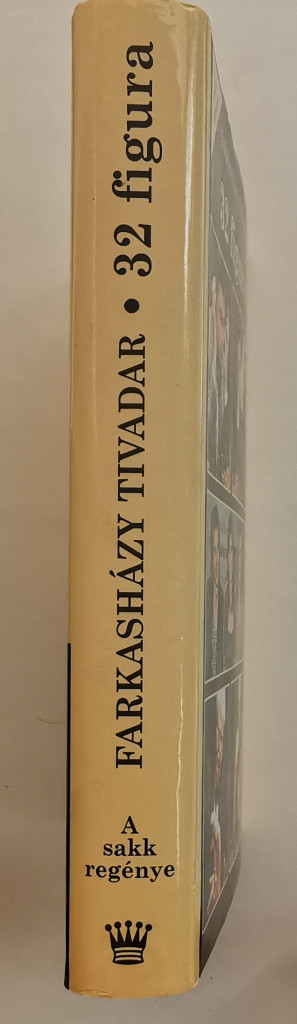 FARKASHÁZY TIVADAR • 32 figura
A
sakk
regénye